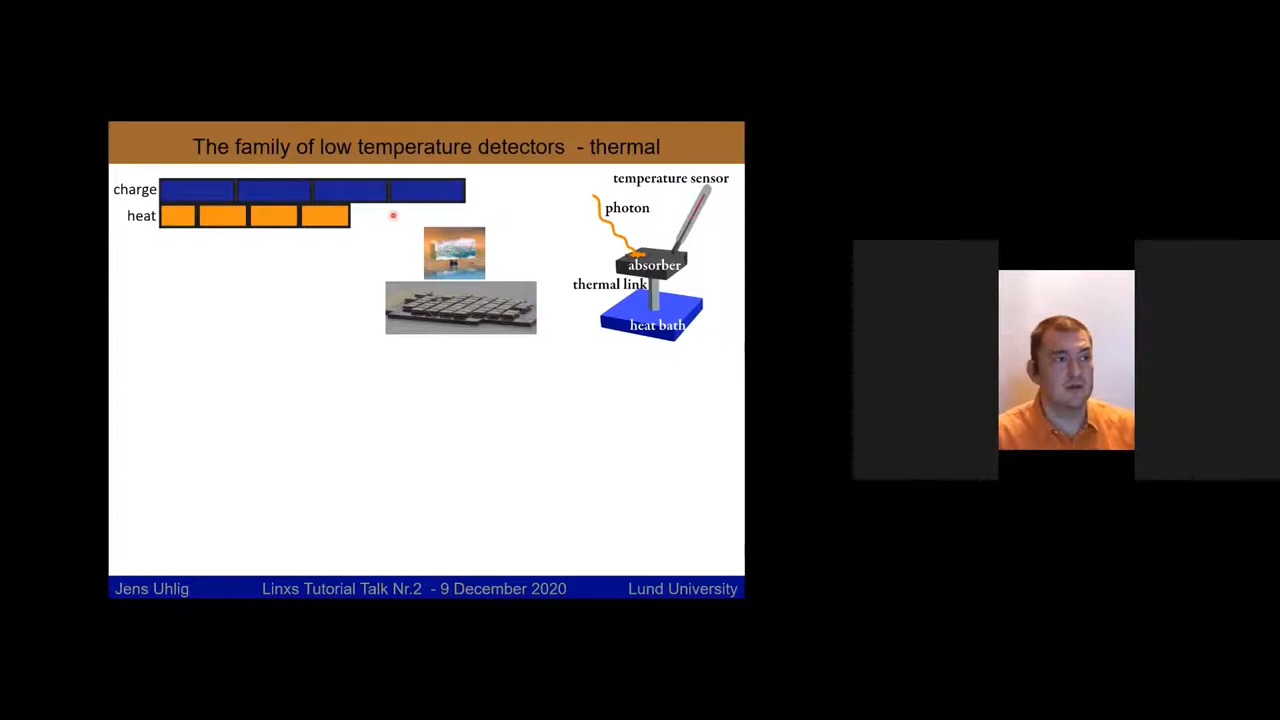 The family of low temperature detectors - thermal
charge
heat
temperature sensor
photon
absorber
thermal link
heat bath
Jens Uhlig
Linxs Tutorial Talk Nr.2 - 9 December 2020
Lund University